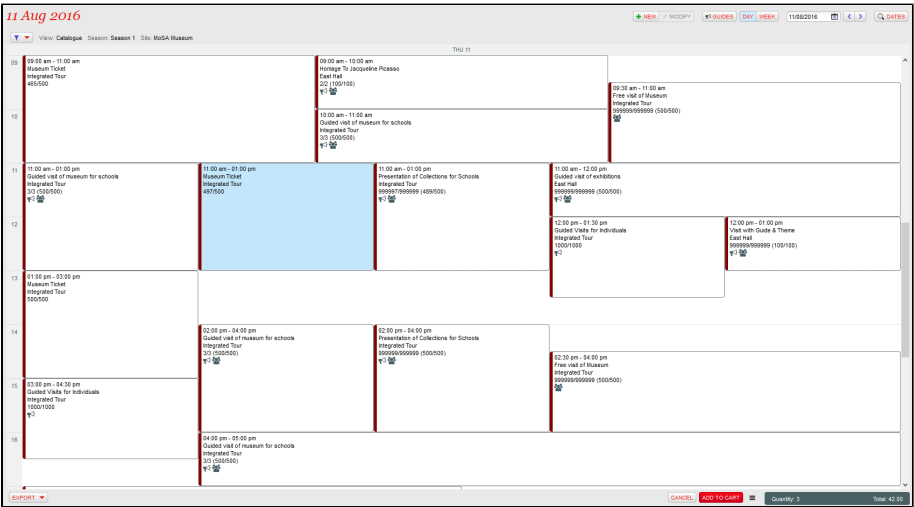 11 Aug 2016
NEW MODIFY GUIDES DAY WEEK 11/08/2016 DATES
View: Catalogue Season: Season 1 Site: MoSA Museum
THU 11
09
09:00 am - 11:00 am
Museum Ticket
Integrated Tour
465/500
09:00 am - 10:00 am
Homage To Jacqueline Picasso
East Hall
2/2 (100/100)
09:30 am - 11:00 am
Free visit of Museum
Integrated Tour
999999/999999 (500/500)
10
10:00 am - 11:00 am
Guided visit of museum for schools
Integrated Tour
3/3 (500/500)
11
11:00 am - 01:00 pm
Guided visit of museum for schools
Integrated Tour
3/3 (500/500)
11:00 am - 01:00 pm
Museum Ticket
Integrated Tour
497/500
11:00 am - 01:00 pm
Presentation of Collections for Schools
Integrated Tour
999997/999999 (489/500)
11:00 am - 12:00 pm
Guided visit of exhibitions
East Hall
999999/999999 (500/500)
12
12:00 pm - 01:30 pm
Guided Visits for Individuals
Integrated Tour
1000/1000
12:00 pm - 01:00 pm
Visit with Guide & Theme
East Hall
999999/999999 (100/100)
13
01:00 pm - 03:00 pm
Museum Ticket
Integrated Tour
500/500
14
02:00 pm - 04:00 pm
Guided visit of museum for schools
Integrated Tour
3/3 (500/500)
02:00 pm - 04:00 pm
Presentation of Collections for Schools
Integrated Tour
999999/999999 (500/500)
02:30 pm - 04:00 pm
Free visit of Museum
Integrated Tour
999999/999999 (500/500)
15
03:00 pm - 04:30 pm
Guided Visits for Individuals
Integrated Tour
1000/1000
16
04:00 pm - 05:00 pm
Guided visit of museum for schools
Integrated Tour
3/3 (500/500)
EXPORT CANCEL ADD TO CART Quantity: 3 Total: 42.00